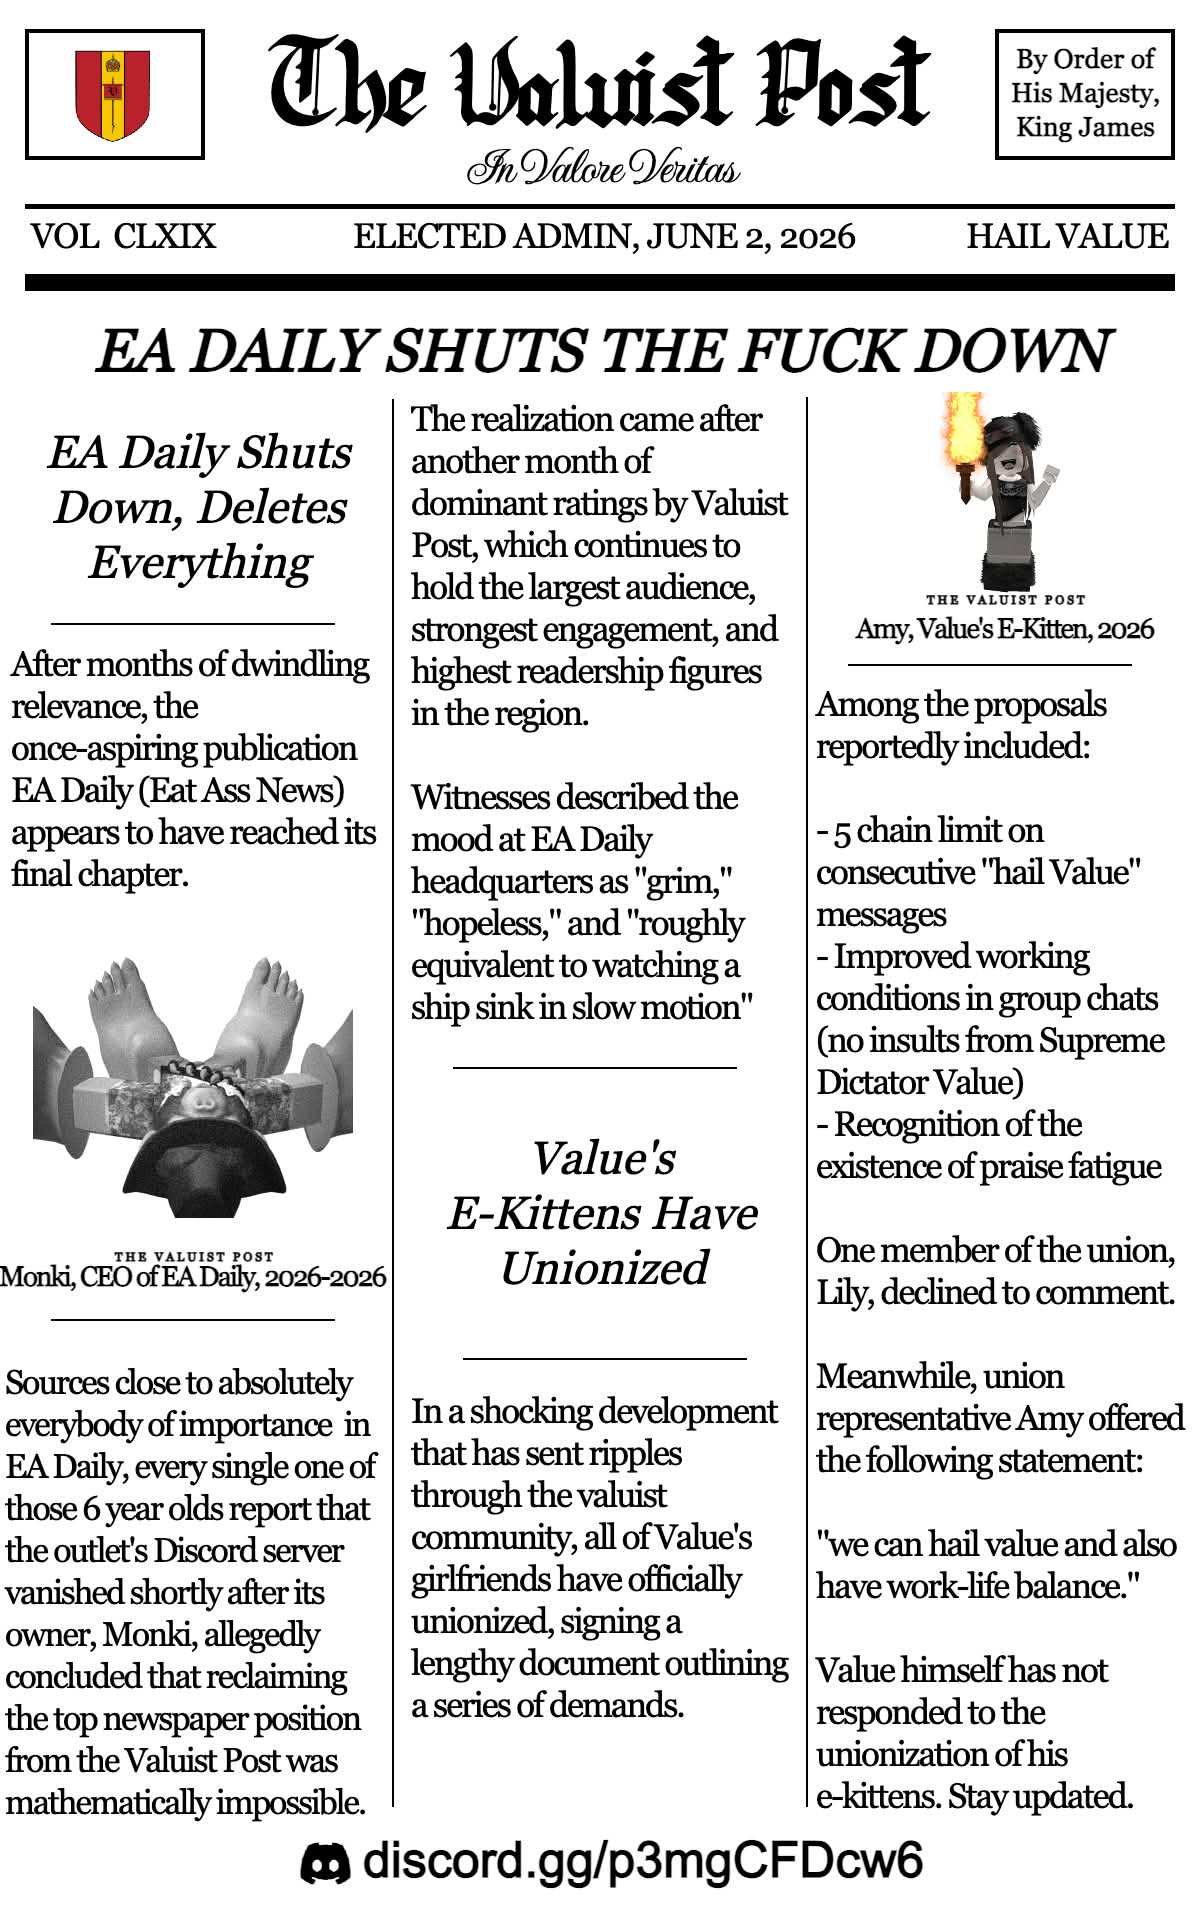 The Valuist Post
In Valore Veritas
By Order of
His Majesty,
King James
VOL CLXIX
ELECTED ADMIN, JUNE 2, 2026
HAIL VALUE
EA DAILY SHUTS THE FUCK DOWN
EA Daily Shuts
Down, Deletes
Everything
After months of dwindling
relevance, the
once-aspiring publication
EA Daily (Eat Ass News)
appears to have reached its
final chapter.
THE VALUIST POST
Monki, CEO of EA Daily, 2026-2026
Sources close to absolutely
everybody of importance in
EA Daily, every single one of
those 6 year olds report that
the outlet's Discord server
vanished shortly after its
owner, Monki, allegedly
concluded that reclaiming
the top newspaper position
from the Valuist Post was
mathematically impossible.
The realization came after
another month of
dominant ratings by Valuist
Post, which continues to
hold the largest audience,
strongest engagement, and
highest readership figures
in the region.
Witnesses described the
mood at EA Daily
headquarters as "grim,"
"hopeless," and "roughly
equivalent to watching a
ship sink in slow motion"
Value's
E-Kittens Have
Unionized
In a shocking development
that has sent ripples
through the valuist
community, all of Value's
girlfriends have officially
unionized, signing a
lengthy document outlining
a series of demands.
THE VALUIST POST
Amy, Value's E-Kitten, 2026
Among the proposals
reportedly included:
- 5 chain limit on
consecutive "hail Value"
messages
- Improved working
conditions in group chats
(no insults from Supreme
Dictator Value)
- Recognition of the
existence of praise fatigue
One member of the union,
Lily, declined to comment.
Meanwhile, union
representative Amy offered
the following statement:
"we can hail value and also
have work-life balance."
Value himself has not
responded to the
unionization of his
e-kittens. Stay updated.
discord.gg/p3mgCFDcw6